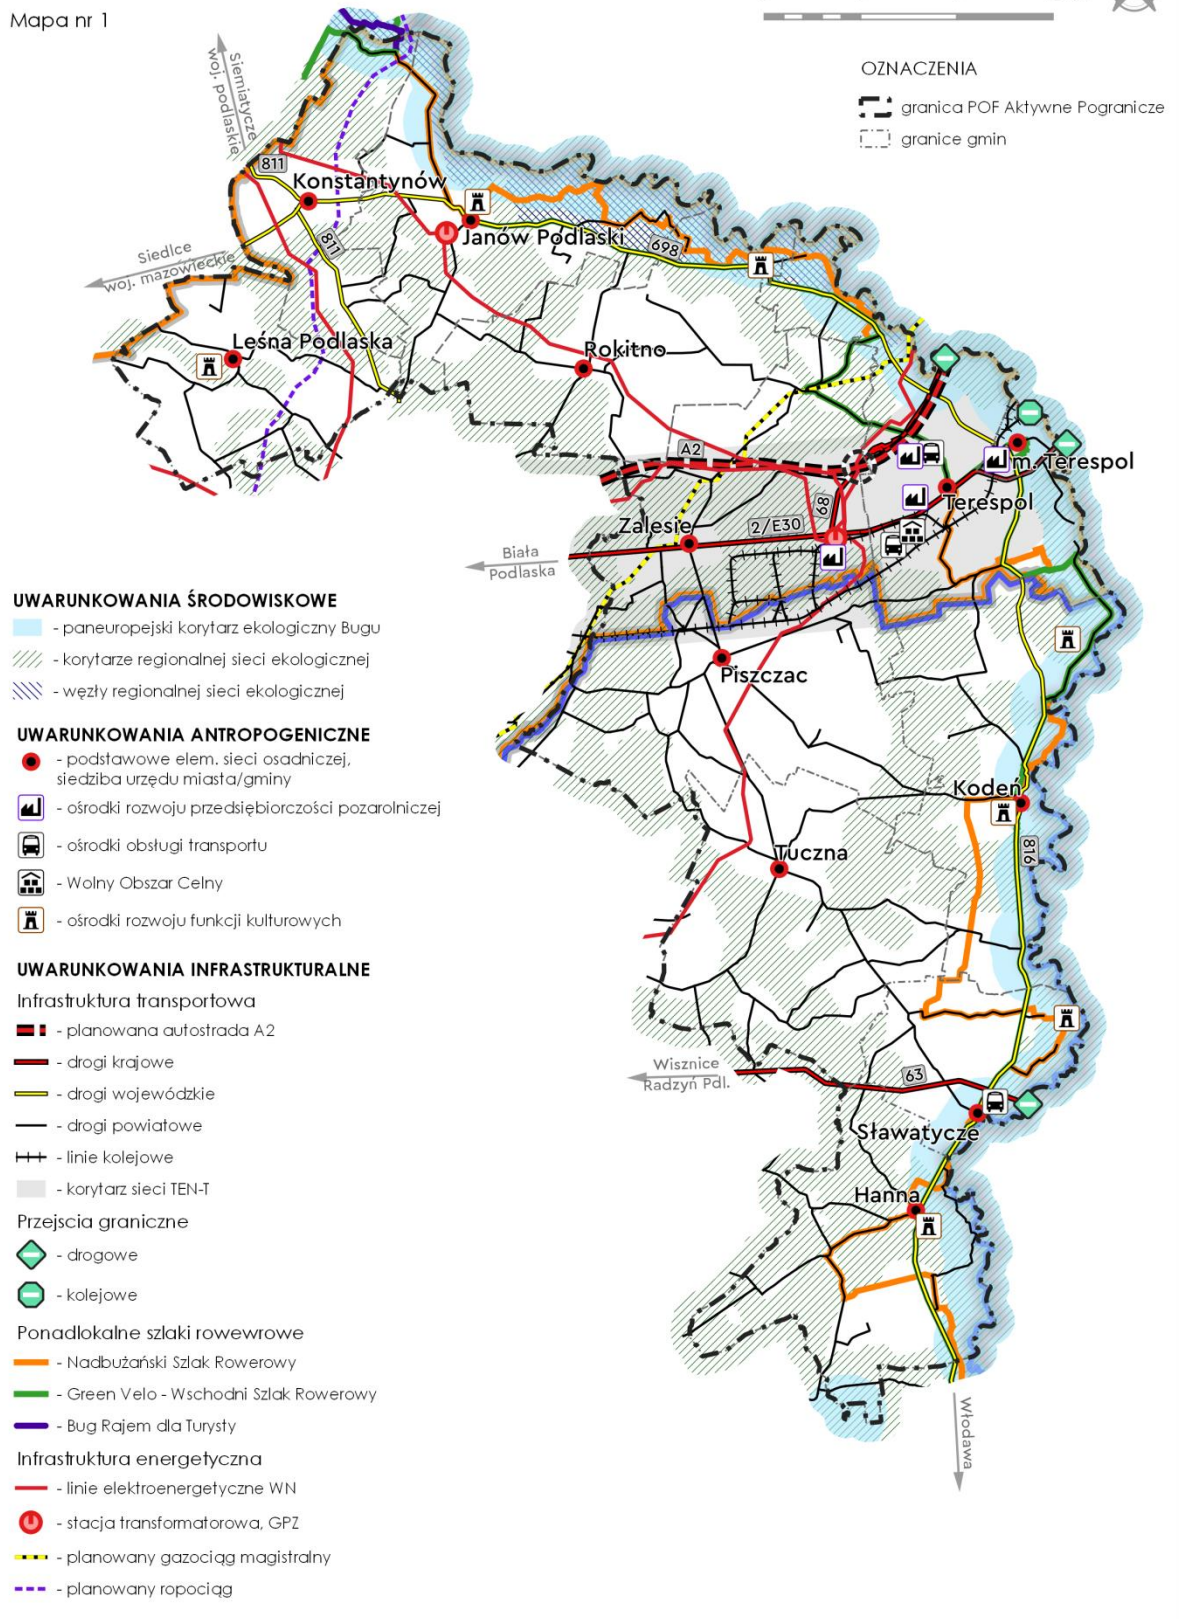 Mapa nr 1
OZNACZENIA
granica POF Aktywne Pogranicze
granice gmin
Siemiatycze
woj. podlaskie
811
Konstantynów
Janów Podlaski
811
698
Siedlce
woj. mazowieckie
Leśna Podlaska
Rokitno
A2
m. Terespol
Terespol
68
Zalesie
2/E30
Biała
Podlaska
Piszczac
Kodeń
816
Tuczna
Wisznice
Radzyń Pdl.
63
Sławatycze
Hanna
Włodawa
UWARUNKOWANIA ŚRODOWISKOWE
- paneuropejski korytarz ekologiczny Bugu
- korytarze regionalnej sieci ekologicznej
- węzły regionalnej sieci ekologicznej
UWARUNKOWANIA ANTROPOGENICZNE
- podstawowe elem. sieci osadniczej,
siedziba urzędu miasta/gminy
- ośrodki rozwoju przedsiębiorczości pozarolniczej
- ośrodki obsługi transportu
- Wolny Obszar Celny
- ośrodki rozwoju funkcji kulturowych
UWARUNKOWANIA INFRASTRUKTURALNE
Infrastruktura transportowa
- planowana autostrada A2
- drogi krajowe
- drogi wojewódzkie
- drogi powiatowe
- linie kolejowe
- korytarz sieci TEN-T
Przejscia graniczne
- drogowe
- kolejowe
Ponadlokalne szlaki rowewrowe
- Nadbużański Szlak Rowerowy
- Green Velo - Wschodni Szlak Rowerowy
- Bug Rajem dla Turysty
Infrastruktura energetyczna
- linie elektroenergetyczne WN
- stacja transformatorowa, GPZ
- planowany gazociąg magistralny
- planowany ropociąg